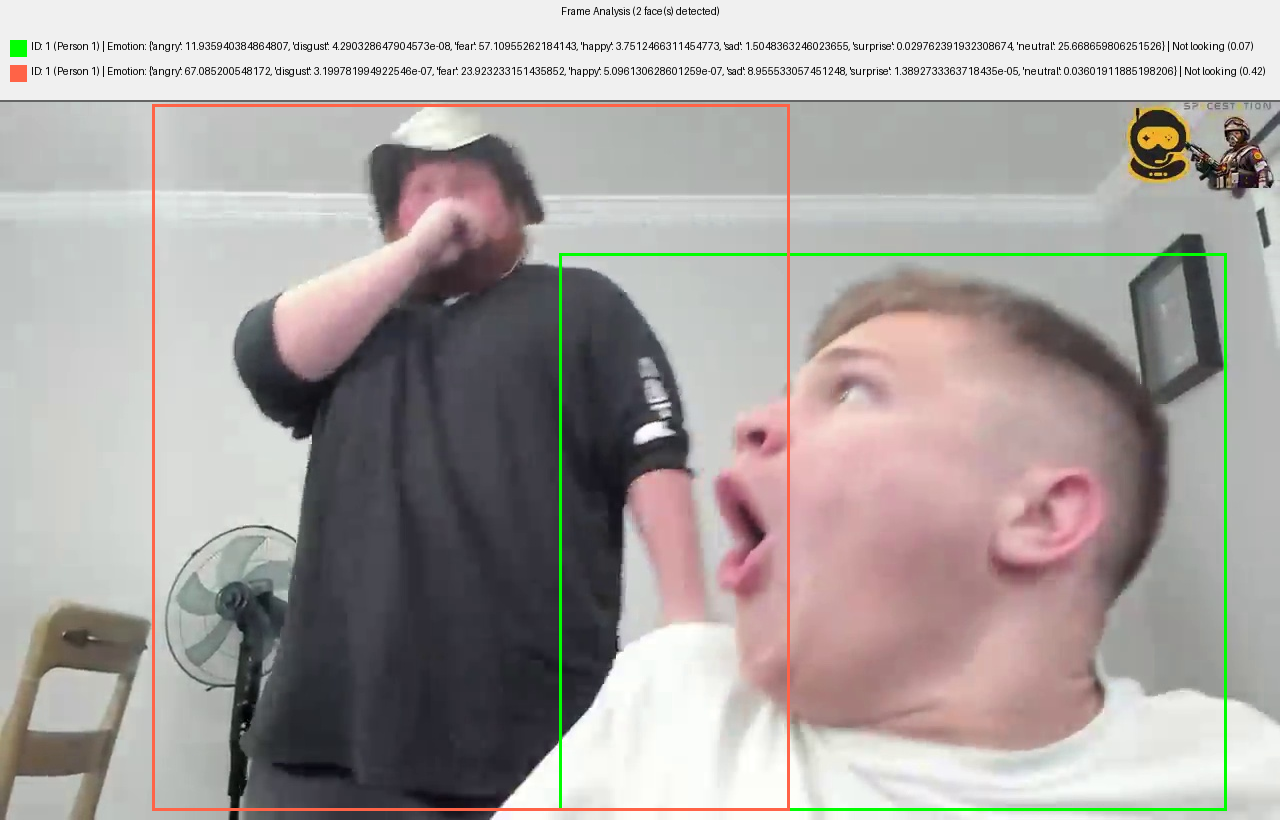 Frame Analysis (2 face(s) detected)
ID: 1 (Person 1) | Emotion: {'angry': 11.935940384864807, 'disgust': 4.290328647904573e-08, 'fear': 57.10955262184143, 'happy': 3.7512466311454773, 'sad': 1.5048363246023655, 'surprise': 0.029762391932308674, 'neutral': 25.668659806251526} | Not looking (0.07)
ID: 1 (Person 1) | Emotion: {'angry': 67.085200548172, 'disgust': 3.199781994922546e-07, 'fear': 23.923233151435852, 'happy': 5.096130628601259e-07, 'sad': 8.955533057451248, 'surprise': 1.3892733363718435e-05, 'neutral': 0.03601911885198206} | Not looking (0.42)